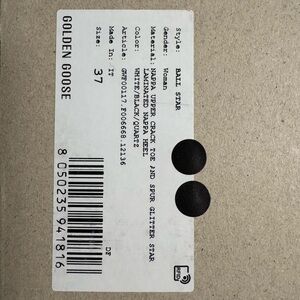 Style: BALL STAR
Gender: Woman
Material: NAPPA UPPER CRACK TOE AND SPUR GLITTER STAR
LAMINATED NAPPA HEEL
Color: WHITE/BLACK/QUARTZ
Article: GWF00117.F006668.12136
Made In: IT
Size: 37
DF
GOLDEN GOOSE
8 050235 941816